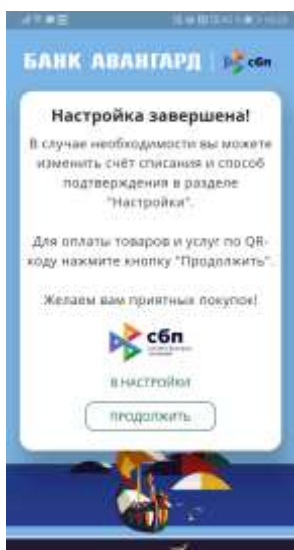 БАНК АВАНГАРД сбп
Настройка завершена!
В случае необходимости вы можете
изменить счёт списания и способ
подтверждения в разделе
"Настройки".
Для оплаты товаров и услуг по QR-
коду нажмите кнопку "Продолжить".
Желаем вам приятных покупок!
сбп
В НАСТРОЙКИ
ПРОДОЛЖИТЬ